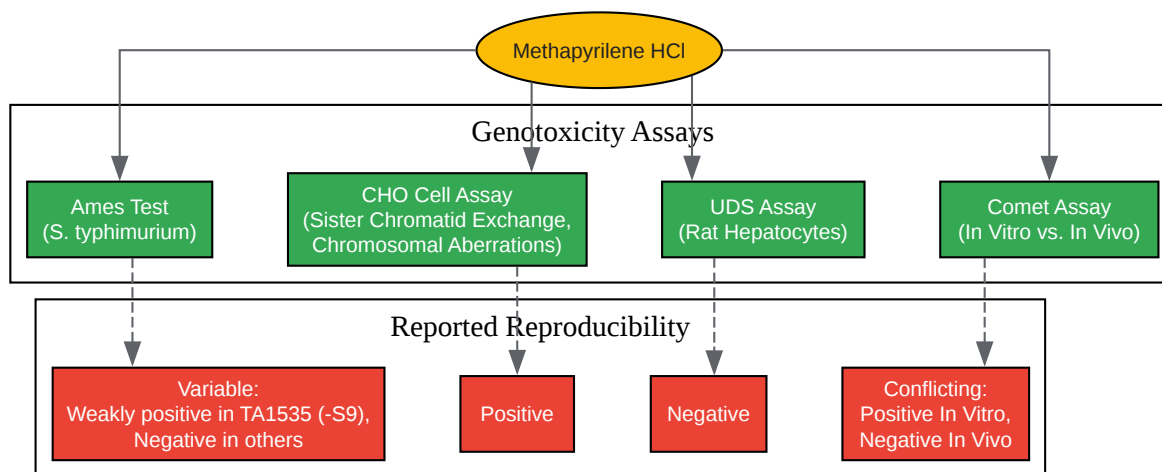 Methapyrilene HCl
Genotoxicity Assays
Ames Test
(S. typhimurium)
CHO Cell Assay
(Sister Chromatid Exchange,
Chromosomal Aberrations)
UDS Assay
(Rat Hepatocytes)
Comet Assay
(In Vitro vs. In Vivo)
Reported Reproducibility
Variable:
Weakly positive in TA1535 (-S9),
Negative in others
Positive
Negative
Conflicting:
Positive In Vitro,
Negative In Vivo